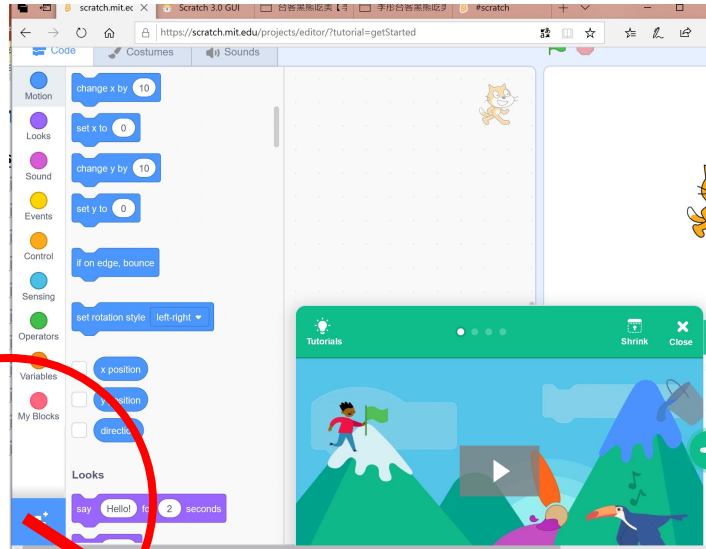 scratch.mit.ec
Scratch 3.0 GUI
#scratch
https://scratch.mit.edu/projects/editor/?tutorial=getStarted
Code
Costumes
Sounds
Motion
Looks
Sound
Events
Control
Sensing
Operators
Variables
My Blocks
change x by 10
set x to 0
change y by 10
set y to 0
if on edge, bounce
set rotation style left-right
x position
y position
direction
Looks
say Hello! for 2 seconds
Tutorials
Shrink
Close